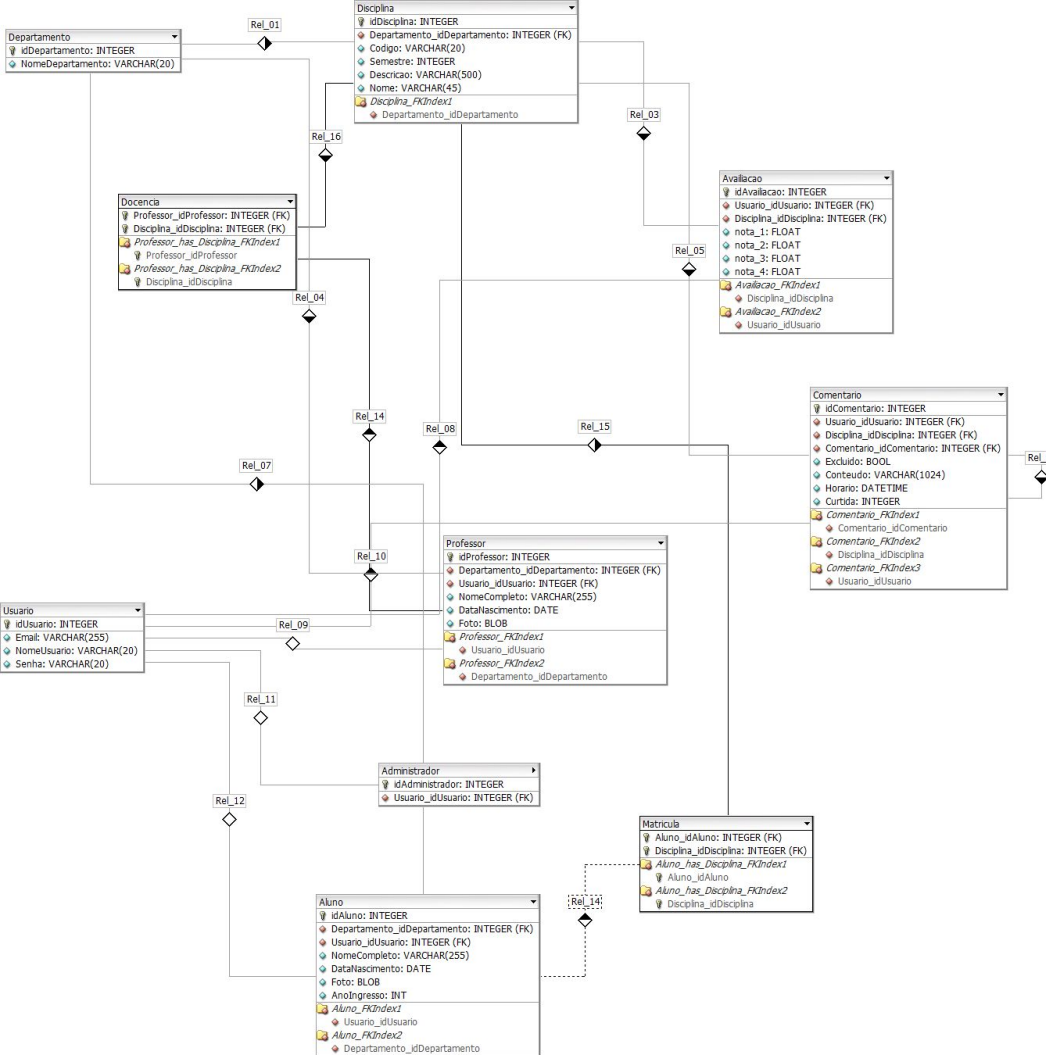 Disciplina
idDisciplina: INTEGER
Departamento_idDepartamento: INTEGER (FK)
Codigo: VARCHAR(20)
Semestre: INTEGER
Descricao: VARCHAR(500)
Nome: VARCHAR(45)
Disciplina_FKIndex1
Departamento_idDepartamento
Rel_01
Departamento
idDepartamento: INTEGER
NomeDepartamento: VARCHAR(20)
Rel_03
Rel_16
Avaliacao
idAvaliacao: INTEGER
Usuario_idUsuario: INTEGER (FK)
Disciplina_idDisciplina: INTEGER (FK)
nota_1: FLOAT
nota_2: FLOAT
nota_3: FLOAT
nota_4: FLOAT
Avaliacao_FKIndex1
Disciplina_idDisciplina
Avaliacao_FKIndex2
Usuario_idUsuario
Docencia
Professor_idProfessor: INTEGER (FK)
Disciplina_idDisciplina: INTEGER (FK)
Professor_has_Disciplina_FKIndex1
Professor_idProfessor
Professor_has_Disciplina_FKIndex2
Disciplina_idDisciplina
Rel_05
Rel_04
Comentario
idComentario: INTEGER
Usuario_idUsuario: INTEGER (FK)
Disciplina_idDisciplina: INTEGER (FK)
Comentario_idComentario: INTEGER (FK)
Excluido: BOOL
Conteudo: VARCHAR(1024)
Horario: DATETIME
Curtida: INTEGER
Comentario_FKIndex1
Comentario_idComentario
Comentario_FKIndex2
Disciplina_idDisciplina
Comentario_FKIndex3
Usuario_idUsuario
Rel_14
Rel_08
Rel_15
Rel_
Rel_07
Professor
idProfessor: INTEGER
Departamento_idDepartamento: INTEGER (FK)
Usuario_idUsuario: INTEGER (FK)
NomeCompleto: VARCHAR(255)
DataNascimento: DATE
Foto: BLOB
Professor_FKIndex1
Usuario_idUsuario
Professor_FKIndex2
Departamento_idDepartamento
Rel_10
Usuario
idUsuario: INTEGER
Email: VARCHAR(255)
NomeUsuario: VARCHAR(20)
Senha: VARCHAR(20)
Rel_09
Rel_11
Administrador
idAdministrador: INTEGER
Usuario_idUsuario: INTEGER (FK)
Rel_12
Matricula
Aluno_idAluno: INTEGER (FK)
Disciplina_idDisciplina: INTEGER (FK)
Aluno_has_Disciplina_FKIndex1
Aluno_idAluno
Aluno_has_Disciplina_FKIndex2
Disciplina_idDisciplina
Rel_14
Aluno
idAluno: INTEGER
Departamento_idDepartamento: INTEGER (FK)
Usuario_idUsuario: INTEGER (FK)
NomeCompleto: VARCHAR(255)
DataNascimento: DATE
Foto: BLOB
AnoIngresso: INT
Aluno_FKIndex1
Usuario_idUsuario
Aluno_FKIndex2
Departamento_idDepartamento